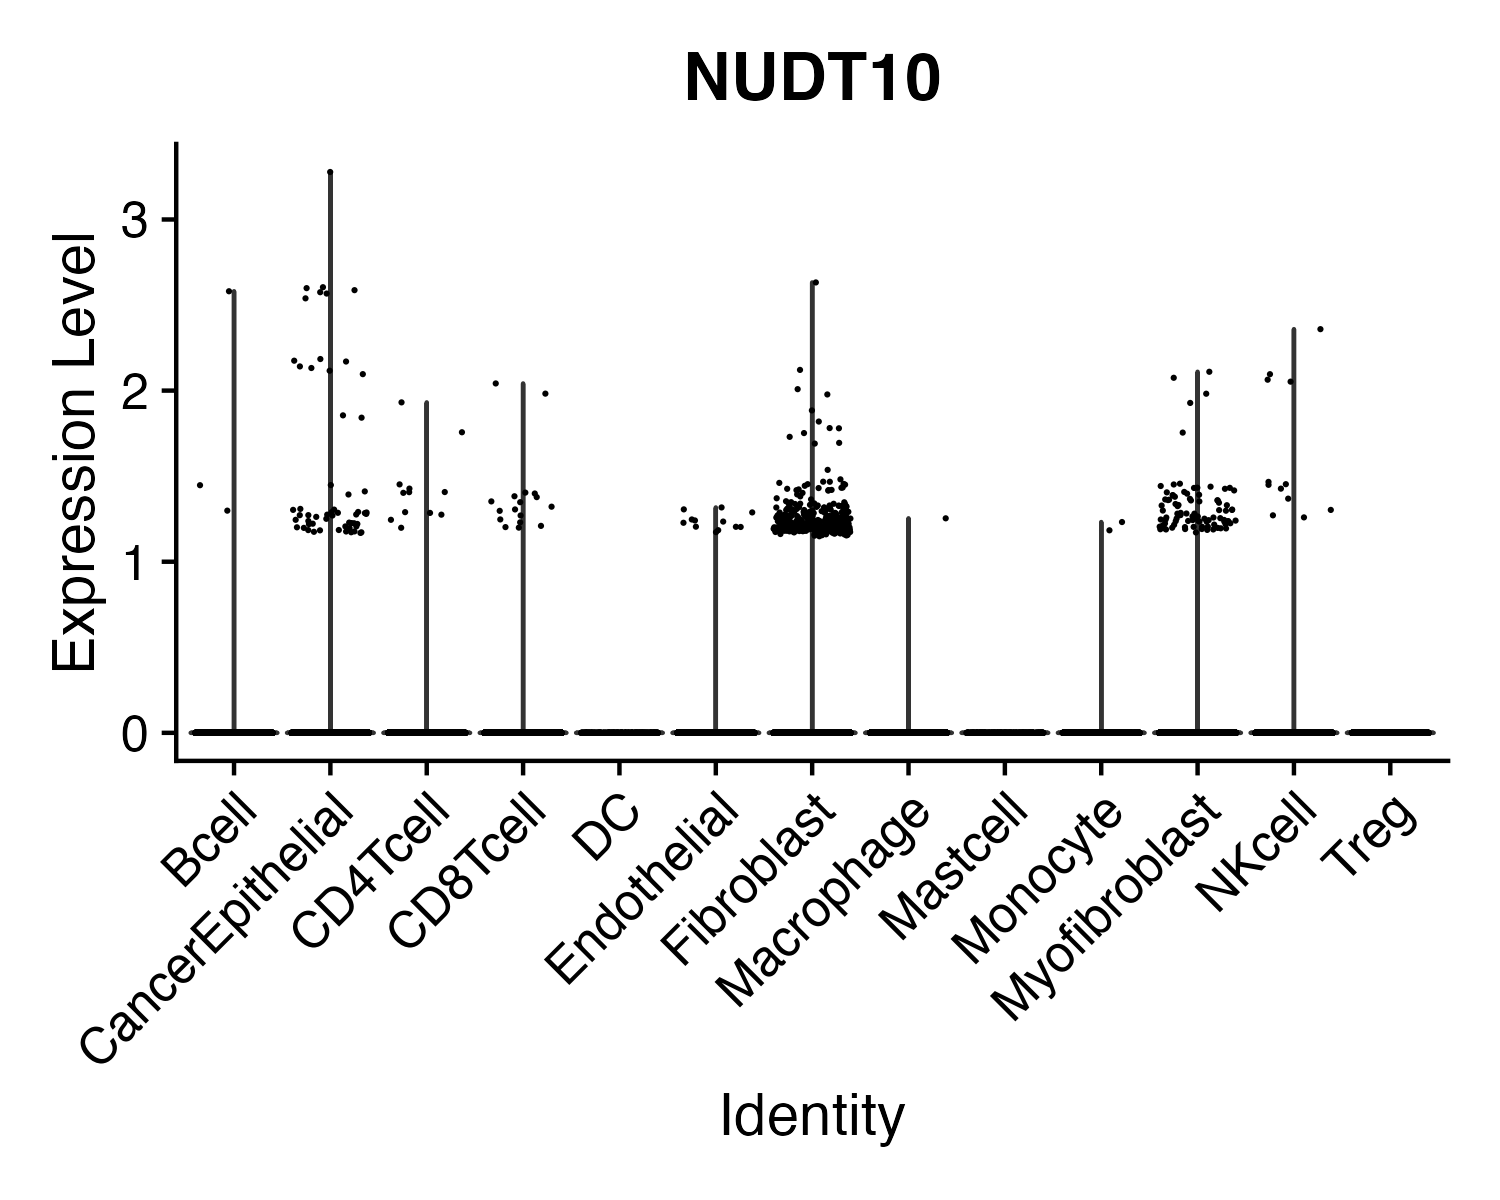 NUDT10
Expression Level
3
2
1
0
Bcell
CancerEpithelial
CD4Tcell
CD8Tcell
DC
Endothelial
Fibroblast
Macrophage
Mastcell
Monocyte
Myofibroblast
NKcell
Treg
Identity